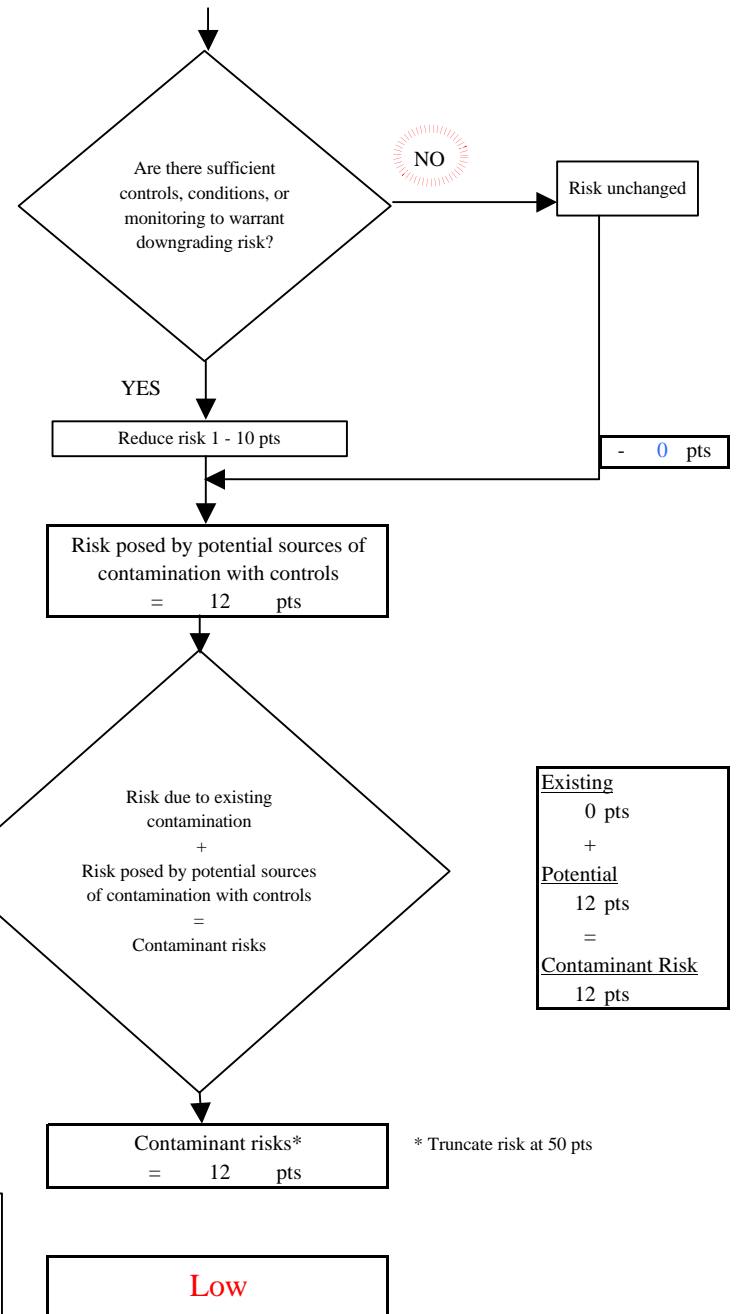 Are there sufficient
controls, conditions, or
monitoring to warrant
downgrading risk?
NO
Risk unchanged
YES
Reduce risk 1 - 10 pts
- 0 pts
Risk posed by potential sources of
contamination with controls
= 12 pts
Risk due to existing
contamination
+
Risk posed by potential sources
of contamination with controls
=
Contaminant risks
Existing
0 pts
+
Potential
12 pts
=
Contaminant Risk
12 pts
Contaminant risks*
= 12 pts
* Truncate risk at 50 pts
Low